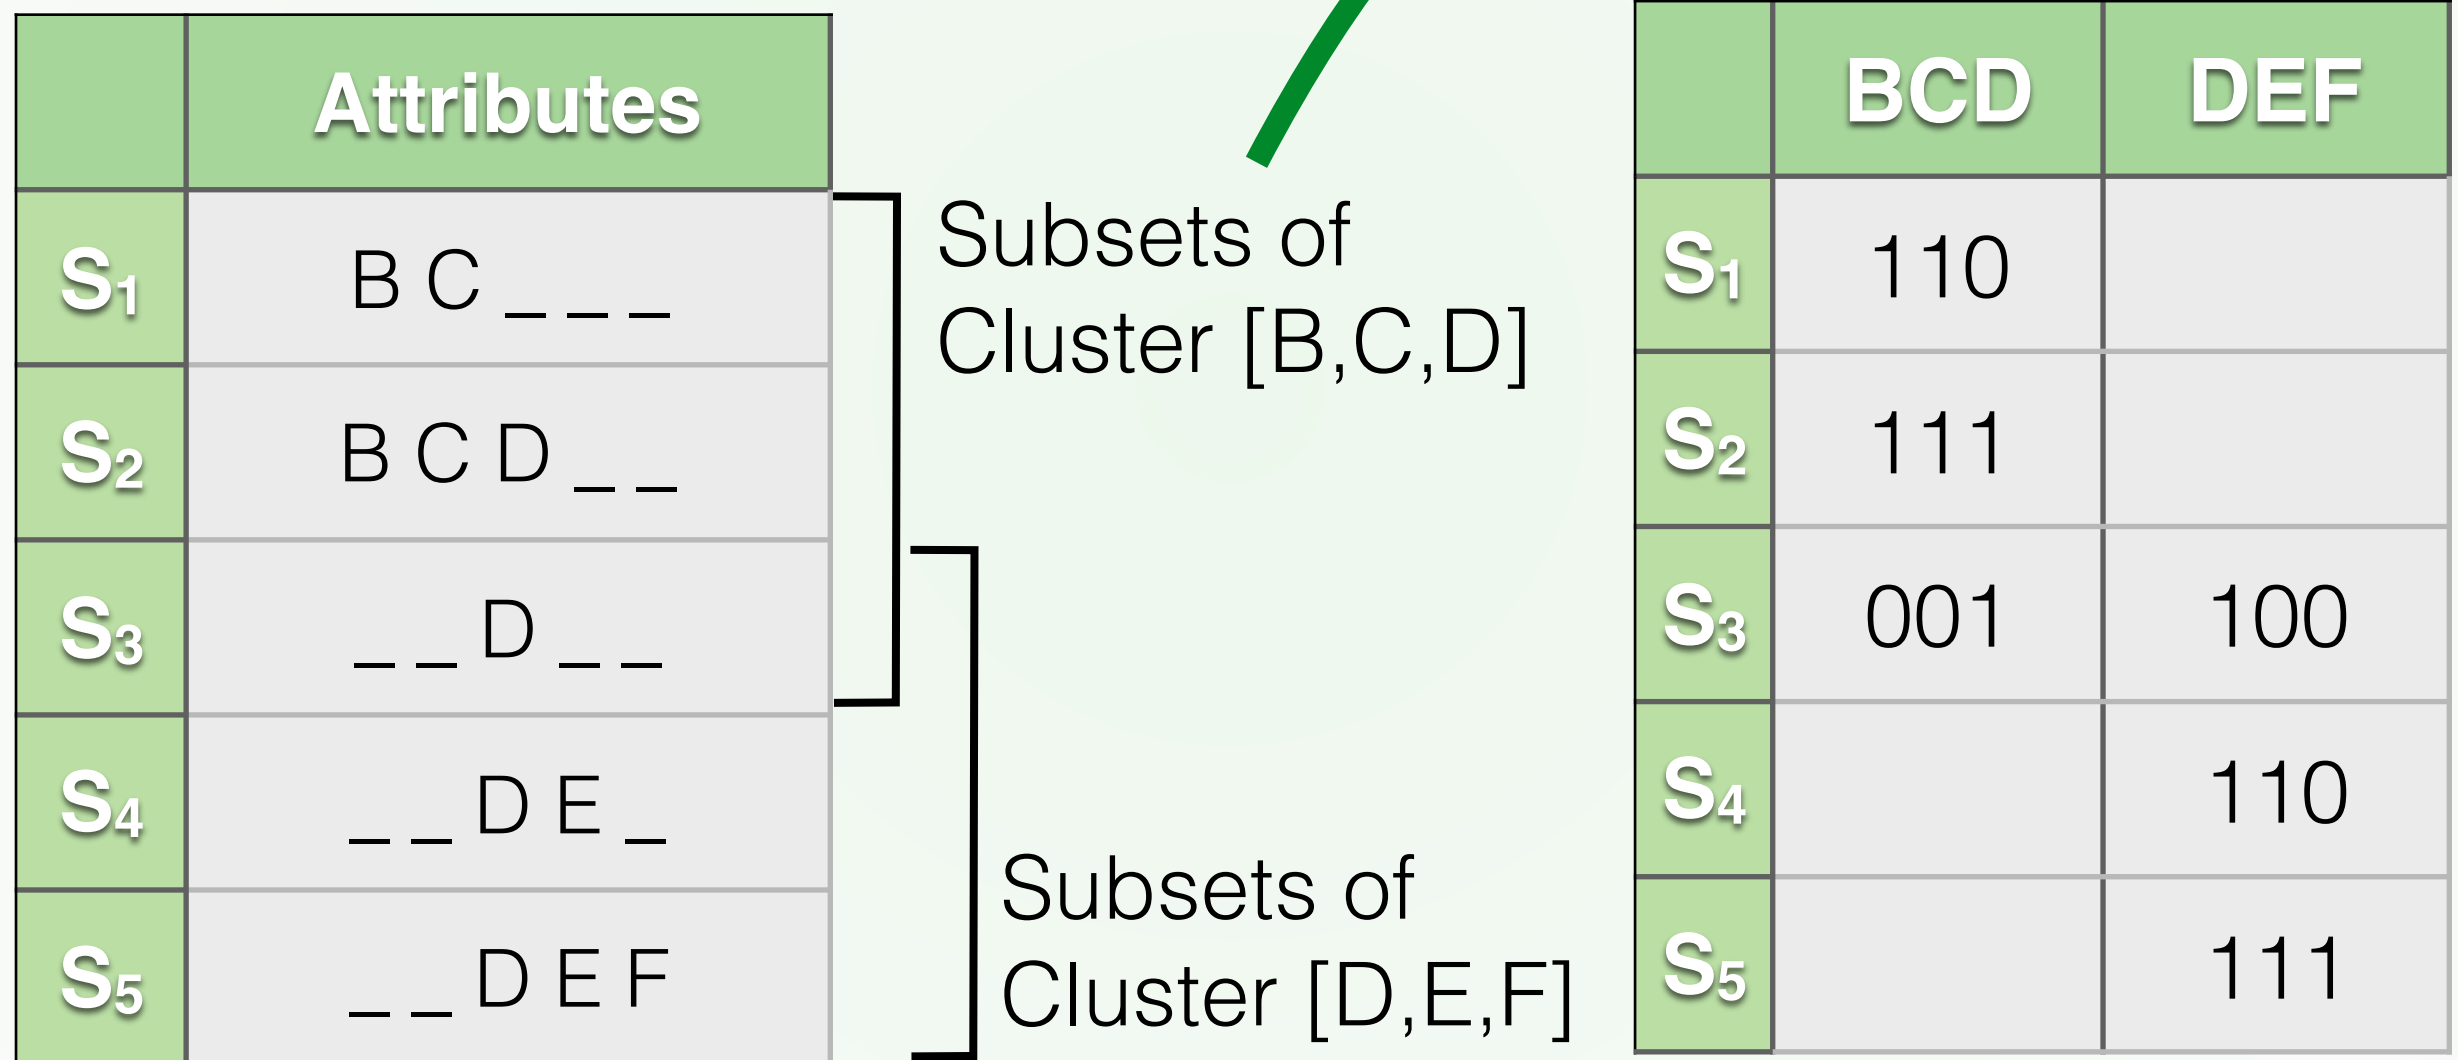 Attributes
S₁ B C _ _ _
S₂ B C D _ _
S₃ _ _ D _ _
S₄ _ _ D E _
S₅ _ _ D E F
Subsets of
Cluster [B,C,D]
Subsets of
Cluster [D,E,F]
BCD DEF
S₁ 110
S₂ 111
S₃ 001 100
S₄ 110
S₅ 111